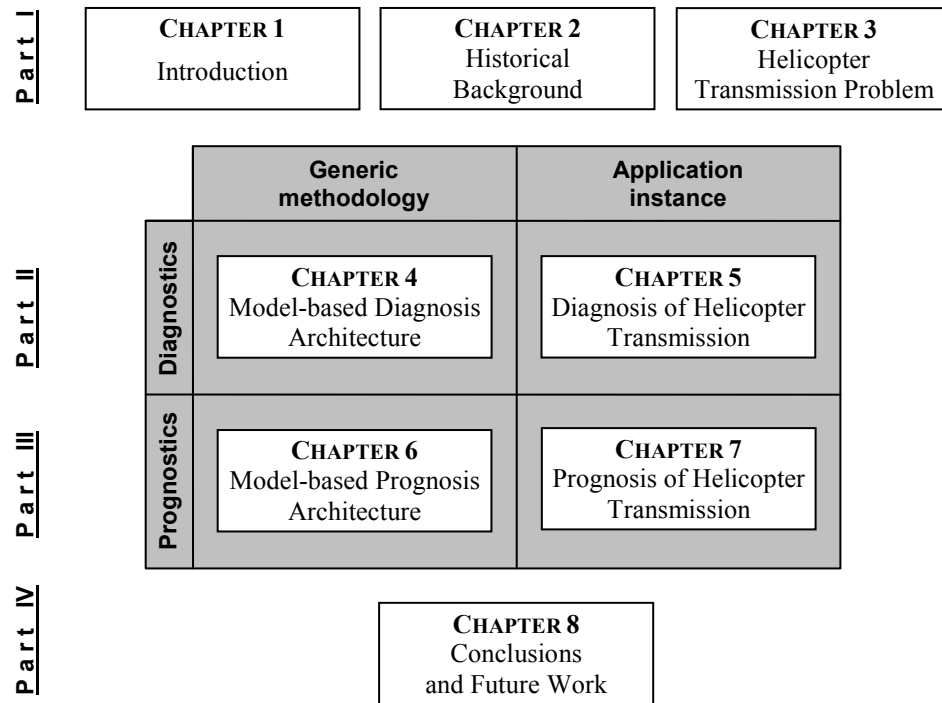 Part I
CHAPTER 1
Introduction
CHAPTER 2
Historical
Background
CHAPTER 3
Helicopter
Transmission Problem
Generic
methodology
Application
instance
Part II
Diagnostics
CHAPTER 4
Model-based Diagnosis
Architecture
CHAPTER 5
Diagnosis of Helicopter
Transmission
Part III
Prognostics
CHAPTER 6
Model-based Prognosis
Architecture
CHAPTER 7
Prognosis of Helicopter
Transmission
Part IV
CHAPTER 8
Conclusions
and Future Work